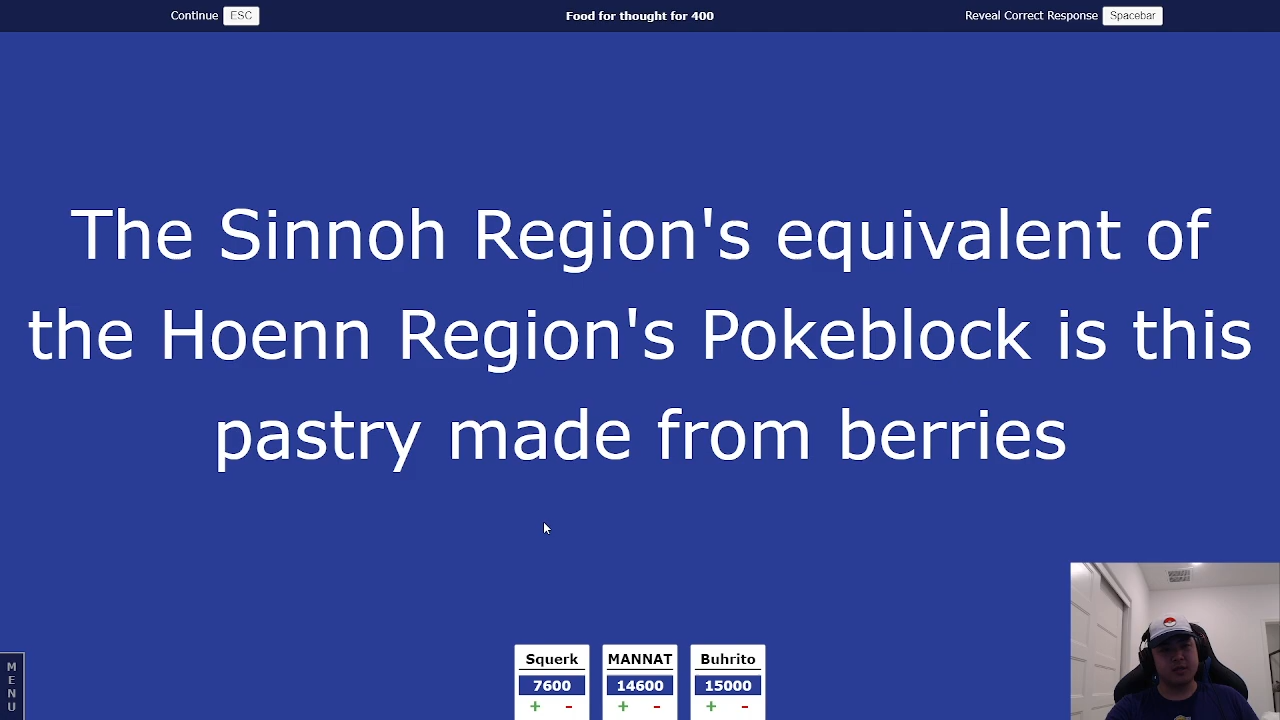 Continue ESC
Food for thought for 400
Reveal Correct Response Spacebar
The Sinnoh Region's equivalent of
the Hoenn Region's Pokeblock is this
pastry made from berries
MENU
Squerk MANNAT Buhrito
7600 14600 15000
+ - + - + -